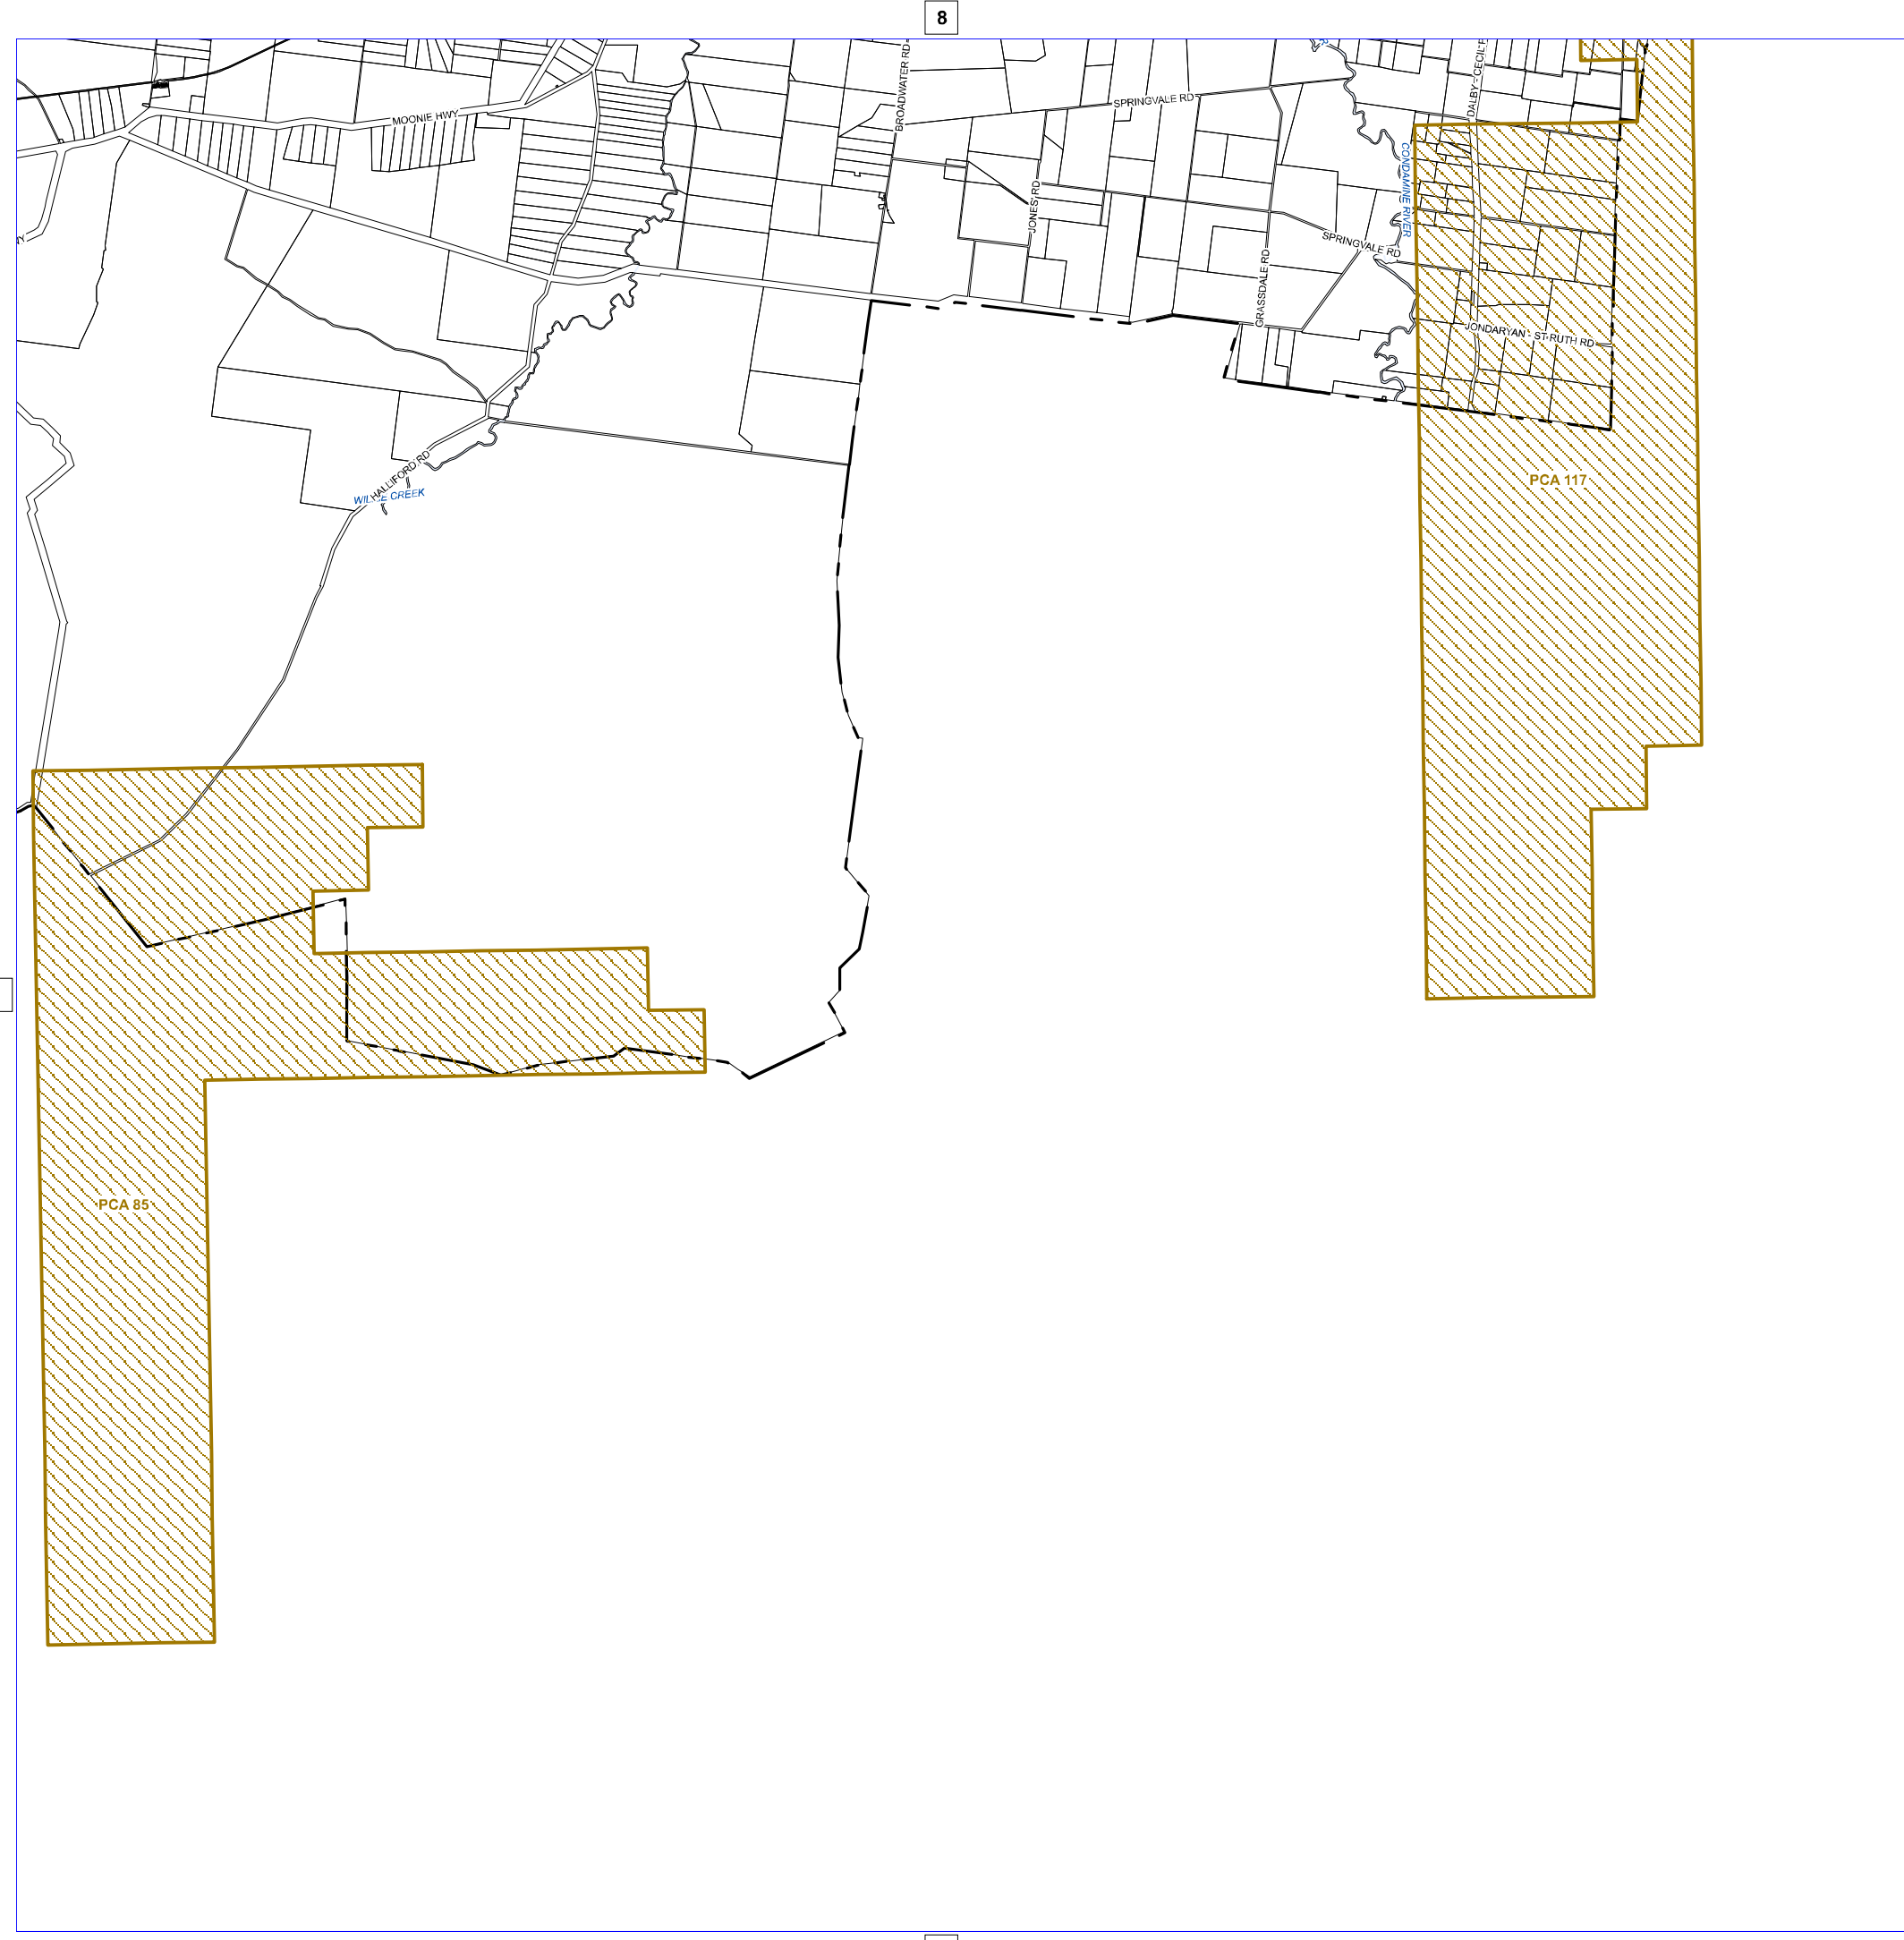 8
BROADWATER RD
DALBY - CECIL P
MOONIE HWY
SPRINGVALE RD
CONDAMINE RIVER
JONES RD
SPRINGVALE RD
GRASSDALE RD
JONDARYAN - ST RUTH RD
HALLIFORD RD
CREEK
PCA 117
PCA 85